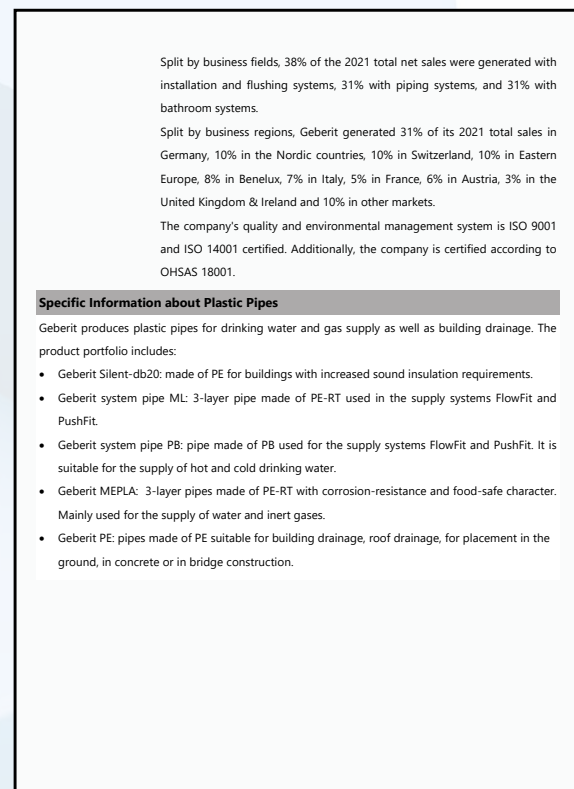 Split by business fields, 38% of the 2021 total net sales were generated with
installation and flushing systems, 31% with piping systems, and 31% with
bathroom systems.
Split by business regions, Geberit generated 31% of its 2021 total sales in
Germany, 10% in the Nordic countries, 10% in Switzerland, 10% in Eastern
Europe, 8% in Benelux, 7% in Italy, 5% in France, 6% in Austria, 3% in the
United Kingdom & Ireland and 10% in other markets.
The company's quality and environmental management system is ISO 9001
and ISO 14001 certified. Additionally, the company is certified according to
OHSAS 18001.
Specific Information about Plastic Pipes
Geberit produces plastic pipes for drinking water and gas supply as well as building drainage. The
product portfolio includes:
• Geberit Silent-db20: made of PE for buildings with increased sound insulation requirements.
• Geberit system pipe ML: 3-layer pipe made of PE-RT used in the supply systems FlowFit and
PushFit.
• Geberit system pipe PB: pipe made of PB used for the supply systems FlowFit and PushFit. It is
suitable for the supply of hot and cold drinking water.
• Geberit MEPLA: 3-layer pipes made of PE-RT with corrosion-resistance and food-safe character.
Mainly used for the supply of water and inert gases.
• Geberit PE: pipes made of PE suitable for building drainage, roof drainage, for placement in the
ground, in concrete or in bridge construction.